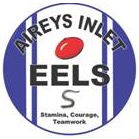 AIREYS INLET
EELS
Stamina, Courage,
Teamwork